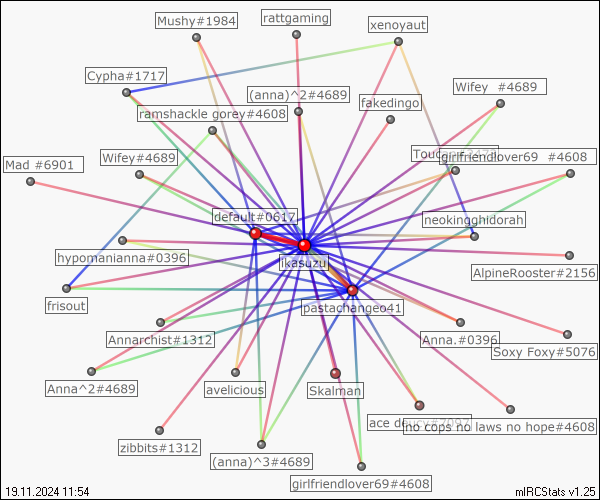 Mushy#1984
rattgaming
xenoyaut
Cypha#1717
(anna)^2#4689
Wifey  #4689
ramshackle gorey#4608
fakedingo
girlfriendlover69  #4608
Mad #6901
Wifey#4689
default#0617
neokingghidorah
hypomanianna#0396
ikasuzu
AlpineRooster#2156
frisout
pastachangeo41
Annarchist#1312
Anna.#0396
Soxy Foxy#5076
Anna^2#4689
avelicious
Skalman
ace
no cops no laws no hope#4608
zibbits#1312
(anna)^3#4689
girlfriendlover69#4608
19.11.2024 11:54
mIRCStats v1.25